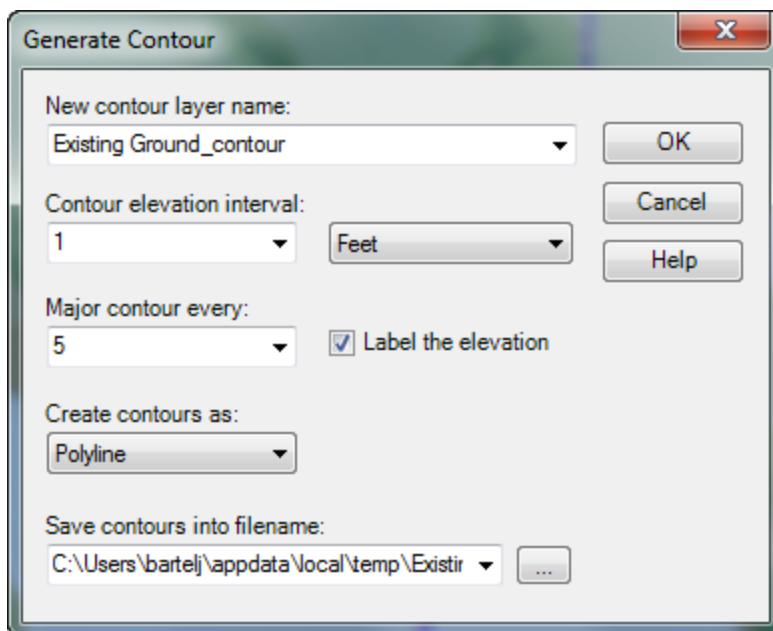 Generate Contour
New contour layer name:
Existing Ground_contour
OK
Contour elevation interval:
Cancel
1
Feet
Help
Major contour every:
5
Label the elevation
Create contours as:
Polyline
Save contours into filename:
C:\Users\bartelj\appdata\local\temp\Existin
...